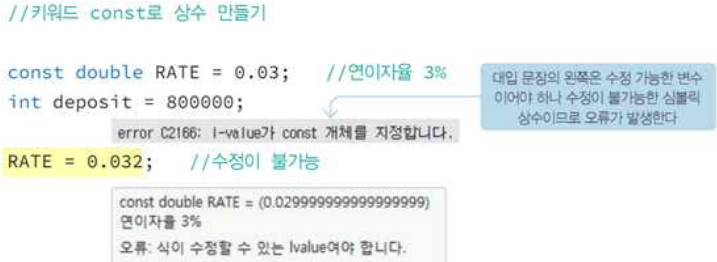 //키워드 const로 상수 만들기
const double RATE = 0.03; //연이자율 3%
int deposit = 800000;
대입 문장의 왼쪽은 수정 가능한 변수
이어야 하나 수정이 불가능한 심볼릭
상수이므로 오류가 발생한다
error C2166: l-value가 const 개체를 지정합니다.
RATE = 0.032; //수정이 불가능
const double RATE = (0.029999999999999999)
연이자율 3%
오류: 식이 수정할 수 있는 lvalue여야 합니다.